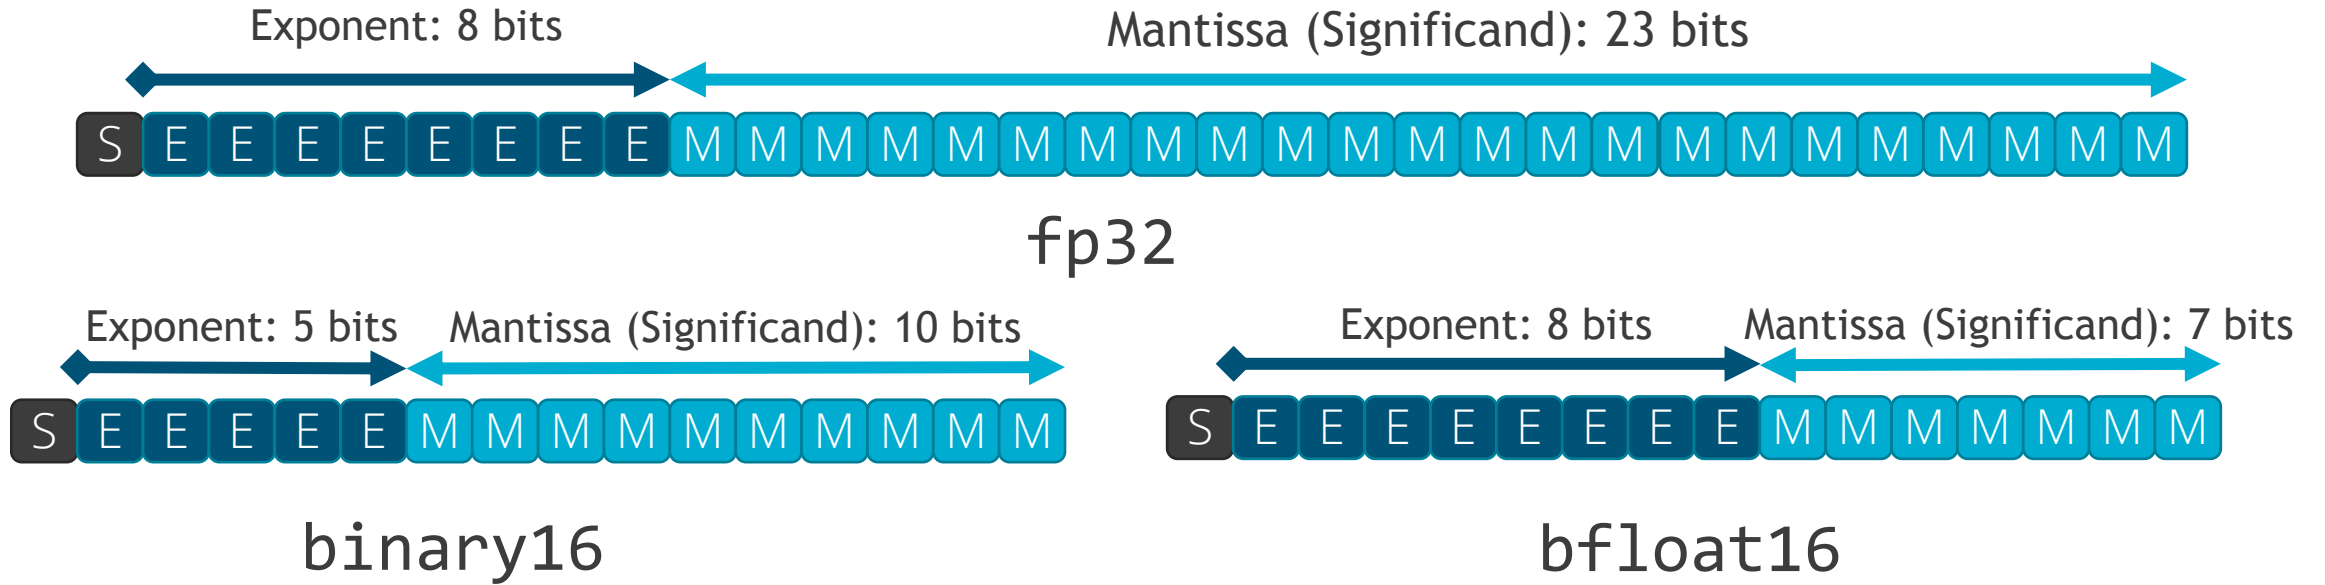 Exponent: 8 bits
Mantissa (Significand): 23 bits
S E E E E E E E E M M M M M M M M M M M M M M M M M M M M M M M
fp32
Exponent: 5 bits
Mantissa (Significand): 10 bits
S E E E E E M M M M M M M M M M
binary16
Exponent: 8 bits
Mantissa (Significand): 7 bits
S E E E E E E E E M M M M M M M
bfloat16